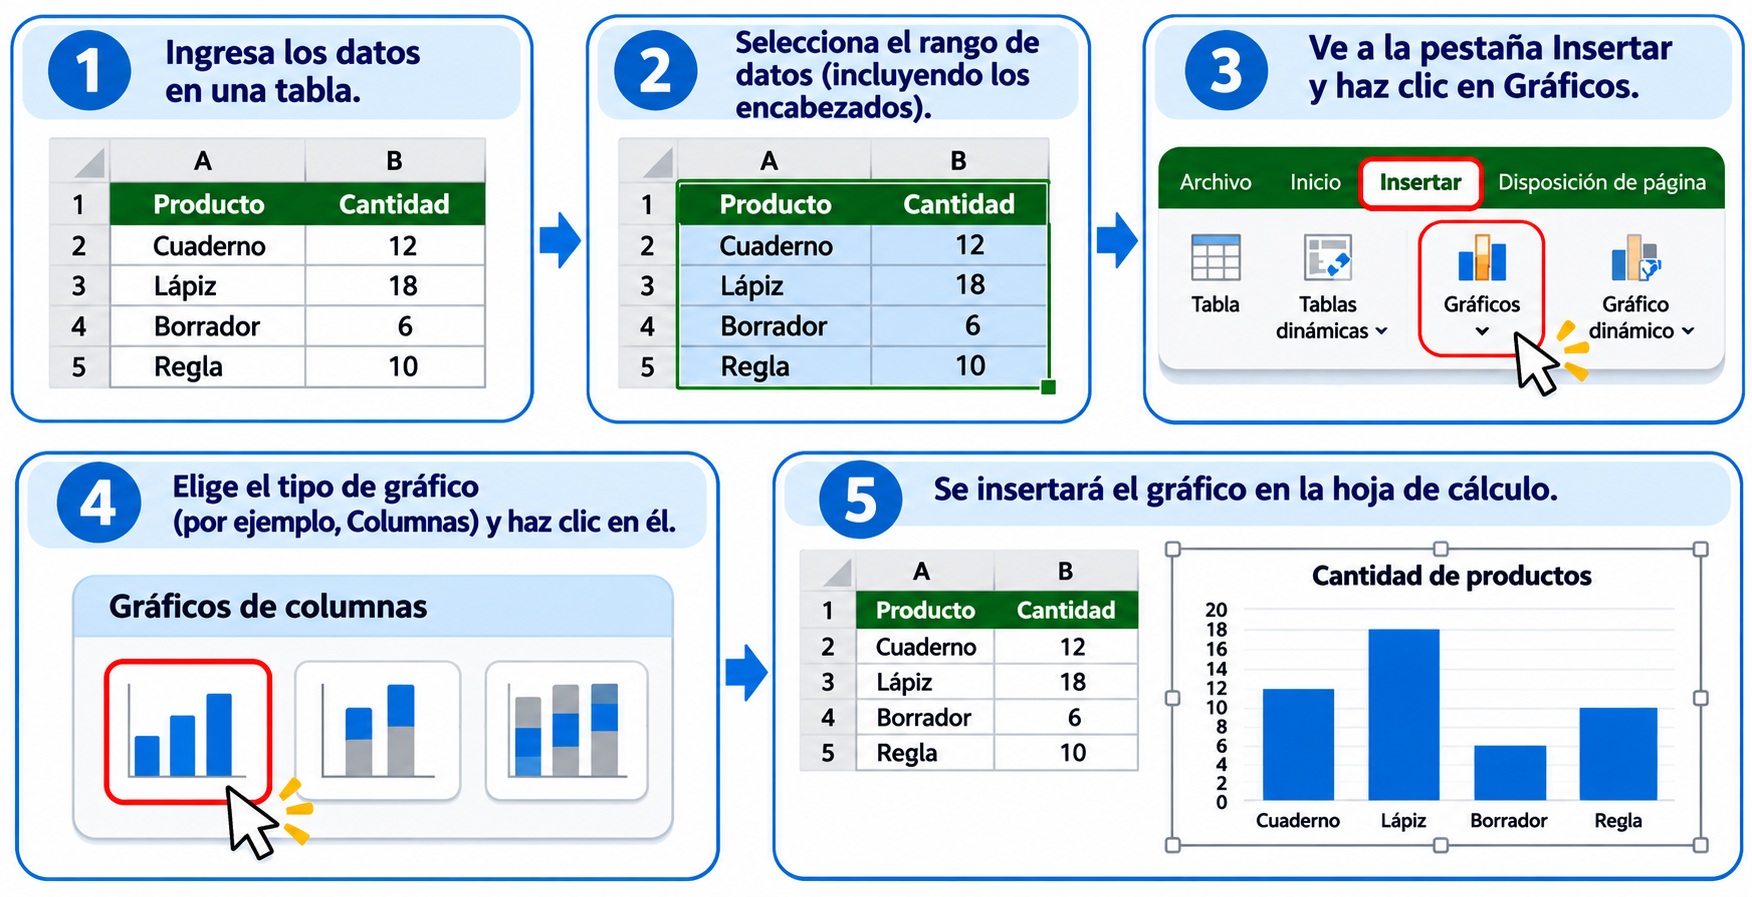 1
Ingresa los datos
en una tabla.
A B
1 Producto Cantidad
2 Cuaderno 12
3 Lápiz 18
4 Borrador 6
5 Regla 10
2
Selecciona el rango de
datos (incluyendo los
encabezados).
A B
1 Producto Cantidad
2 Cuaderno 12
3 Lápiz 18
4 Borrador 6
5 Regla 10
3
Ve a la pestaña Insertar
y haz clic en Gráficos.
Archivo Inicio Insertar Disposición de página
Tabla
Tablas
dinámicas
Gráficos
Gráfico
dinámico
4
Elige el tipo de gráfico
(por ejemplo, Columnas) y haz clic en él.
Gráficos de columnas
5
Se insertará el gráfico en la hoja de cálculo.
A B
1 Producto Cantidad
2 Cuaderno 12
3 Lápiz 18
4 Borrador 6
5 Regla 10
Cantidad de productos
20
18
16
14
12
10
8
6
4
2
0
Cuaderno Lápiz Borrador Regla